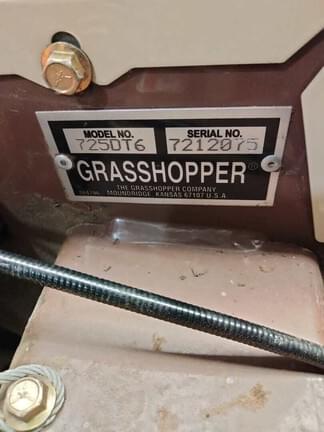 MODEL NO. SERIAL NO.
725DT6 7212075
GRASSHOPPER®
THE GRASSHOPPER COMPANY
MOUNDRIDGE, KANSAS 67107 U.S.A.